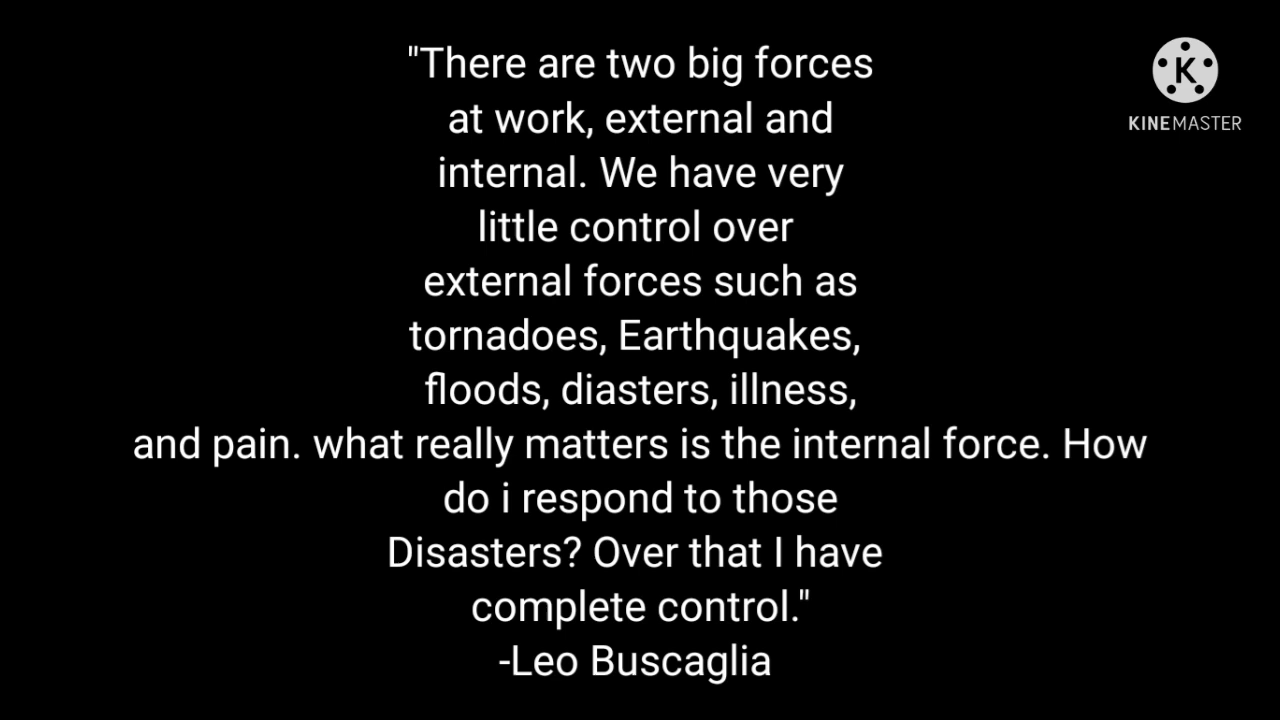 "There are two big forces
at work, external and
internal. We have very
little control over
external forces such as
tornadoes, Earthquakes,
floods, diasters, illness,
and pain. what really matters is the internal force. How
do i respond to those
Disasters? Over that I have
complete control."
-Leo Buscaglia
K
KINEMASTER